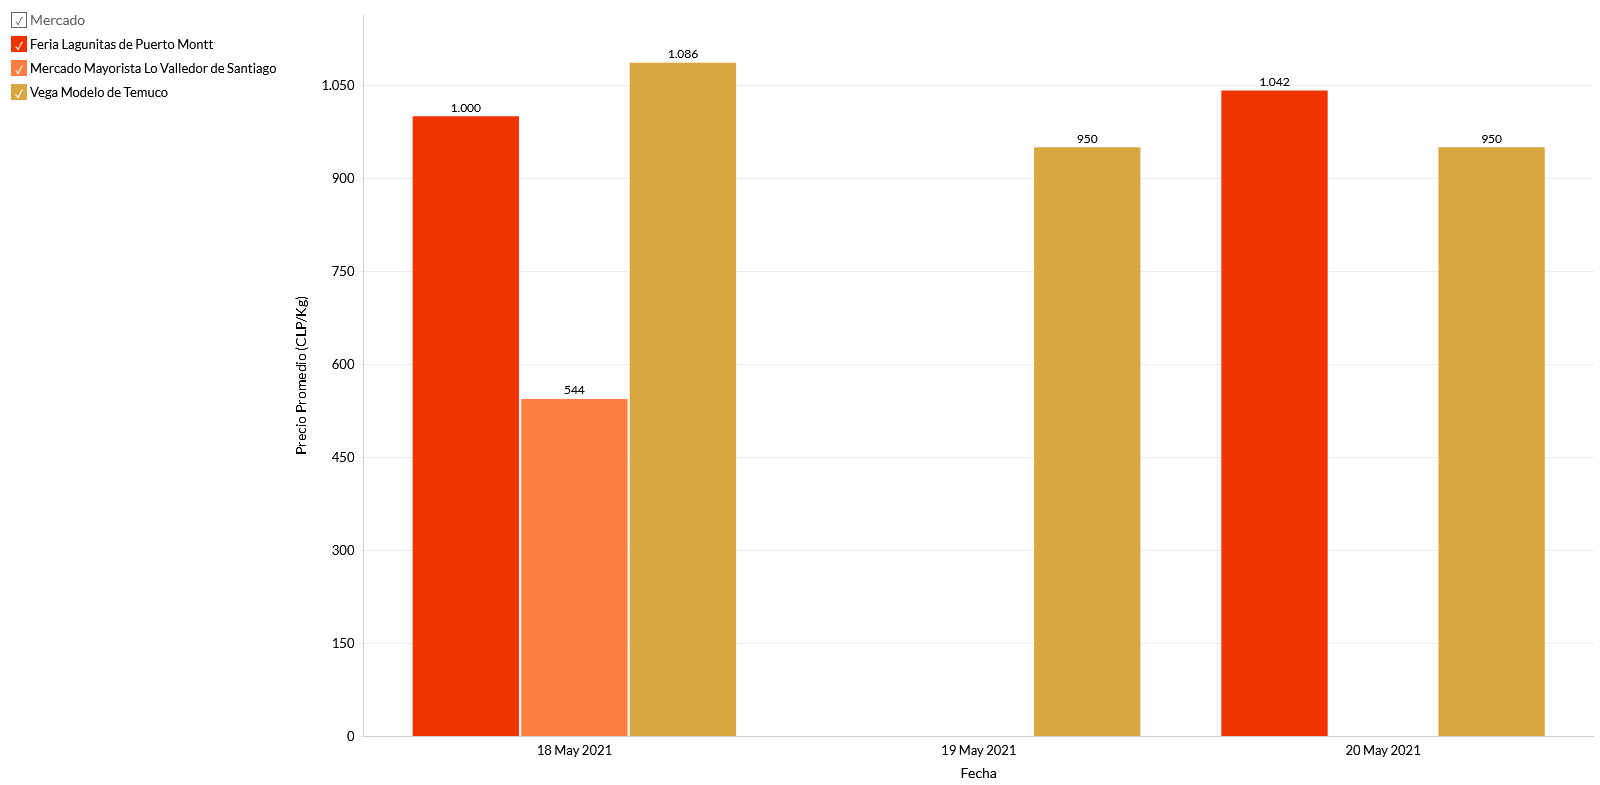 Mercado
Feria Lagunitas de Puerto Montt
Mercado Mayorista Lo Valledor de Santiago
Vega Modelo de Temuco
Precio Promedio (CLP/Kg)
1.050
900
750
600
450
300
150
0
1.000
544
1.086
950
1.042
950
18 May 2021
19 May 2021
20 May 2021
Fecha